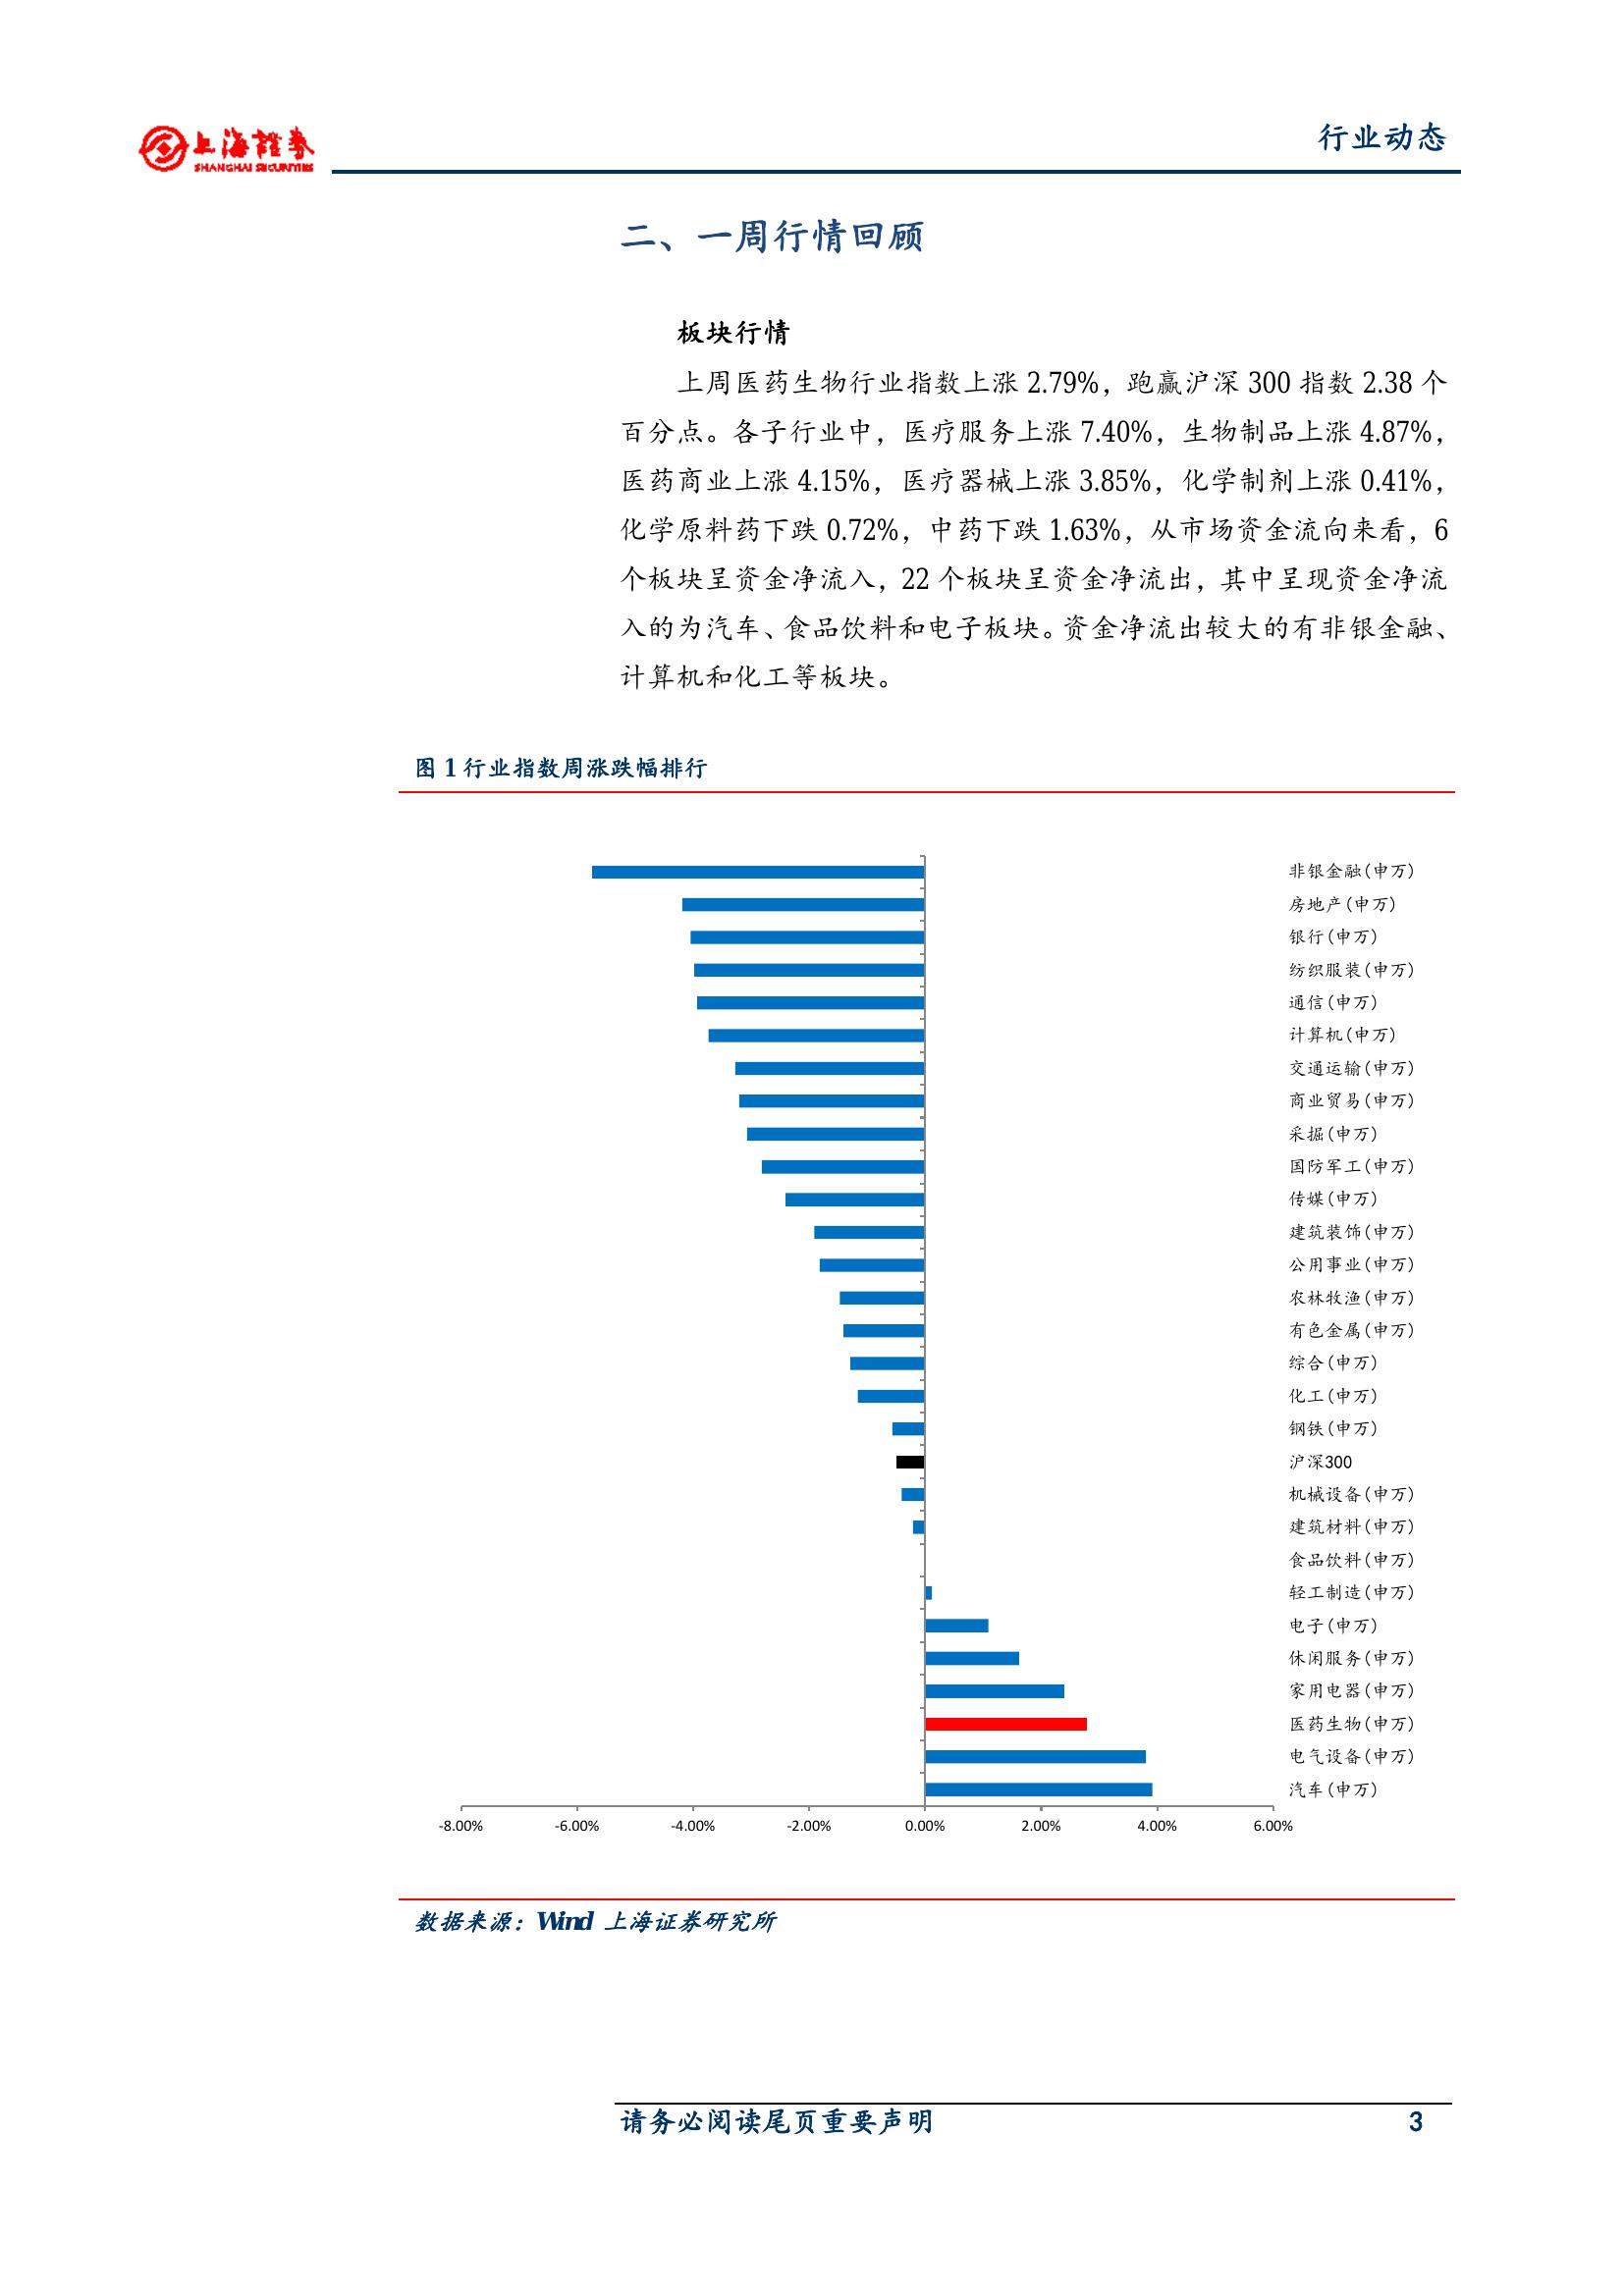 上海證券
SHANGHAI SECURITIES
行业动态
二、一周行情回顾
板块行情
上周医药生物行业指数上涨 2.79%，跑赢沪深 300 指数 2.38 个
百分点。各子行业中，医疗服务上涨 7.40%，生物制品上涨 4.87%，
医药商业上涨 4.15%，医疗器械上涨 3.85%，化学制剂上涨 0.41%，
化学原料药下跌 0.72%，中药下跌 1.63%，从市场资金流向来看，6
个板块呈资金净流入，22 个板块呈资金净流出，其中呈现资金净流
入的为汽车、食品饮料和电子板块。资金净流出较大的有非银金融、
计算机和化工等板块。
图 1 行业指数周涨跌幅排行
非银金融(申万)
房地产(申万)
银行(申万)
纺织服装(申万)
通信(申万)
计算机(申万)
交通运输(申万)
商业贸易(申万)
采掘(申万)
国防军工(申万)
传媒(申万)
建筑装饰(申万)
公用事业(申万)
农林牧渔(申万)
有色金属(申万)
综合(申万)
化工(申万)
钢铁(申万)
沪深300
机械设备(申万)
建筑材料(申万)
食品饮料(申万)
轻工制造(申万)
电子(申万)
休闲服务(申万)
家用电器(申万)
医药生物(申万)
电气设备(申万)
汽车(申万)
-8.00% -6.00% -4.00% -2.00% 0.00% 2.00% 4.00% 6.00%
数据来源：Wind 上海证券研究所
请务必阅读尾页重要声明 3